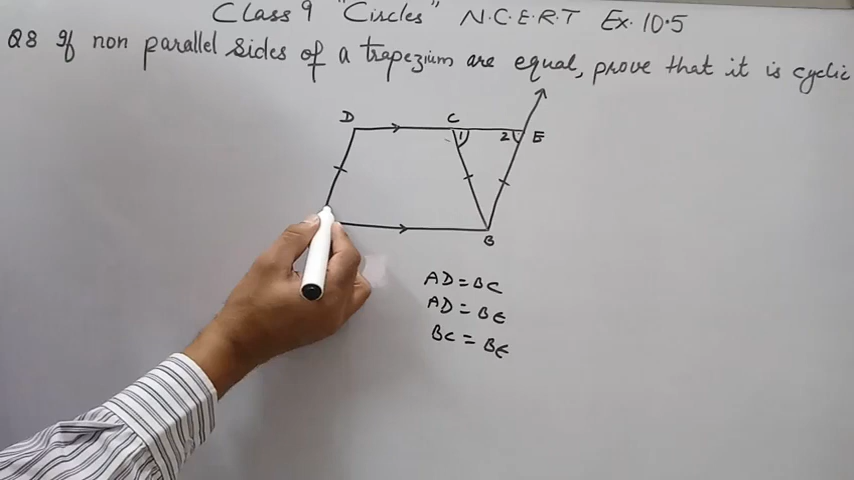 Class 9 "Circles" N.C.E.R.T Ex. 10.5
Q8 If non parallel sides of a trapezium are equal, prove that it is cyclic
D C
1 2 E
B
AD = BC
AD = BE
BC = BE